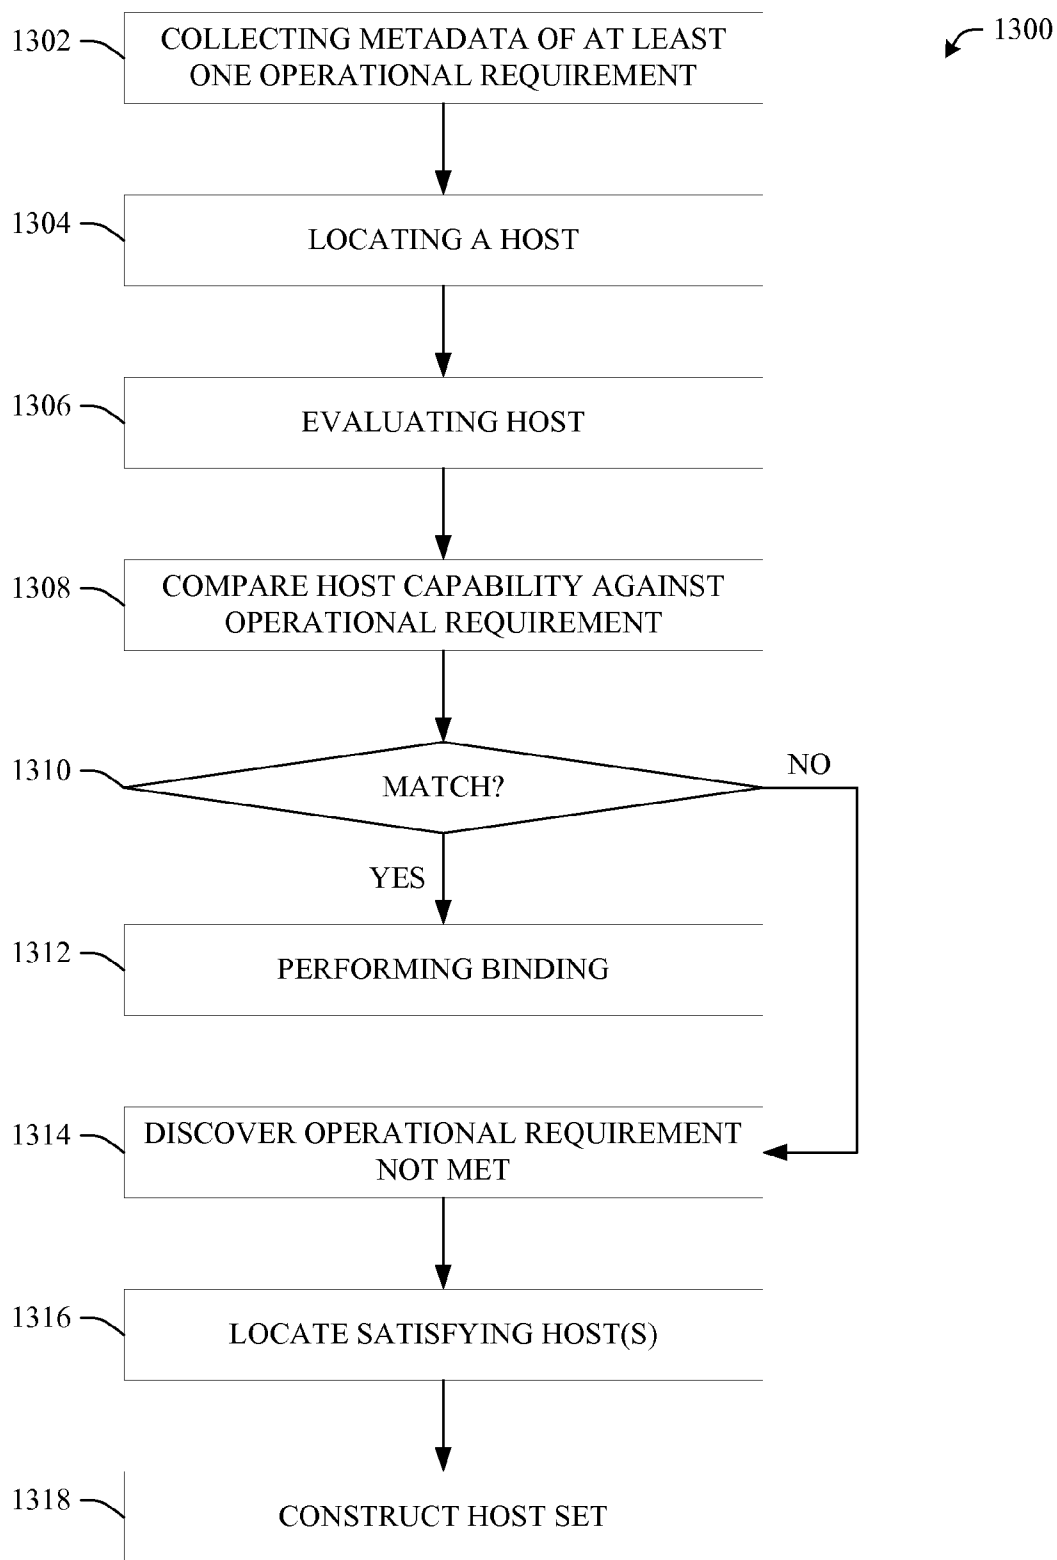 1300
1302
COLLECTING METADATA OF AT LEAST
ONE OPERATIONAL REQUIREMENT
1304
LOCATING A HOST
1306
EVALUATING HOST
1308
COMPARE HOST CAPABILITY AGAINST
OPERATIONAL REQUIREMENT
1310
MATCH?
NO
YES
1312
PERFORMING BINDING
1314
DISCOVER OPERATIONAL REQUIREMENT
NOT MET
1316
LOCATE SATISFYING HOST(S)
1318
CONSTRUCT HOST SET